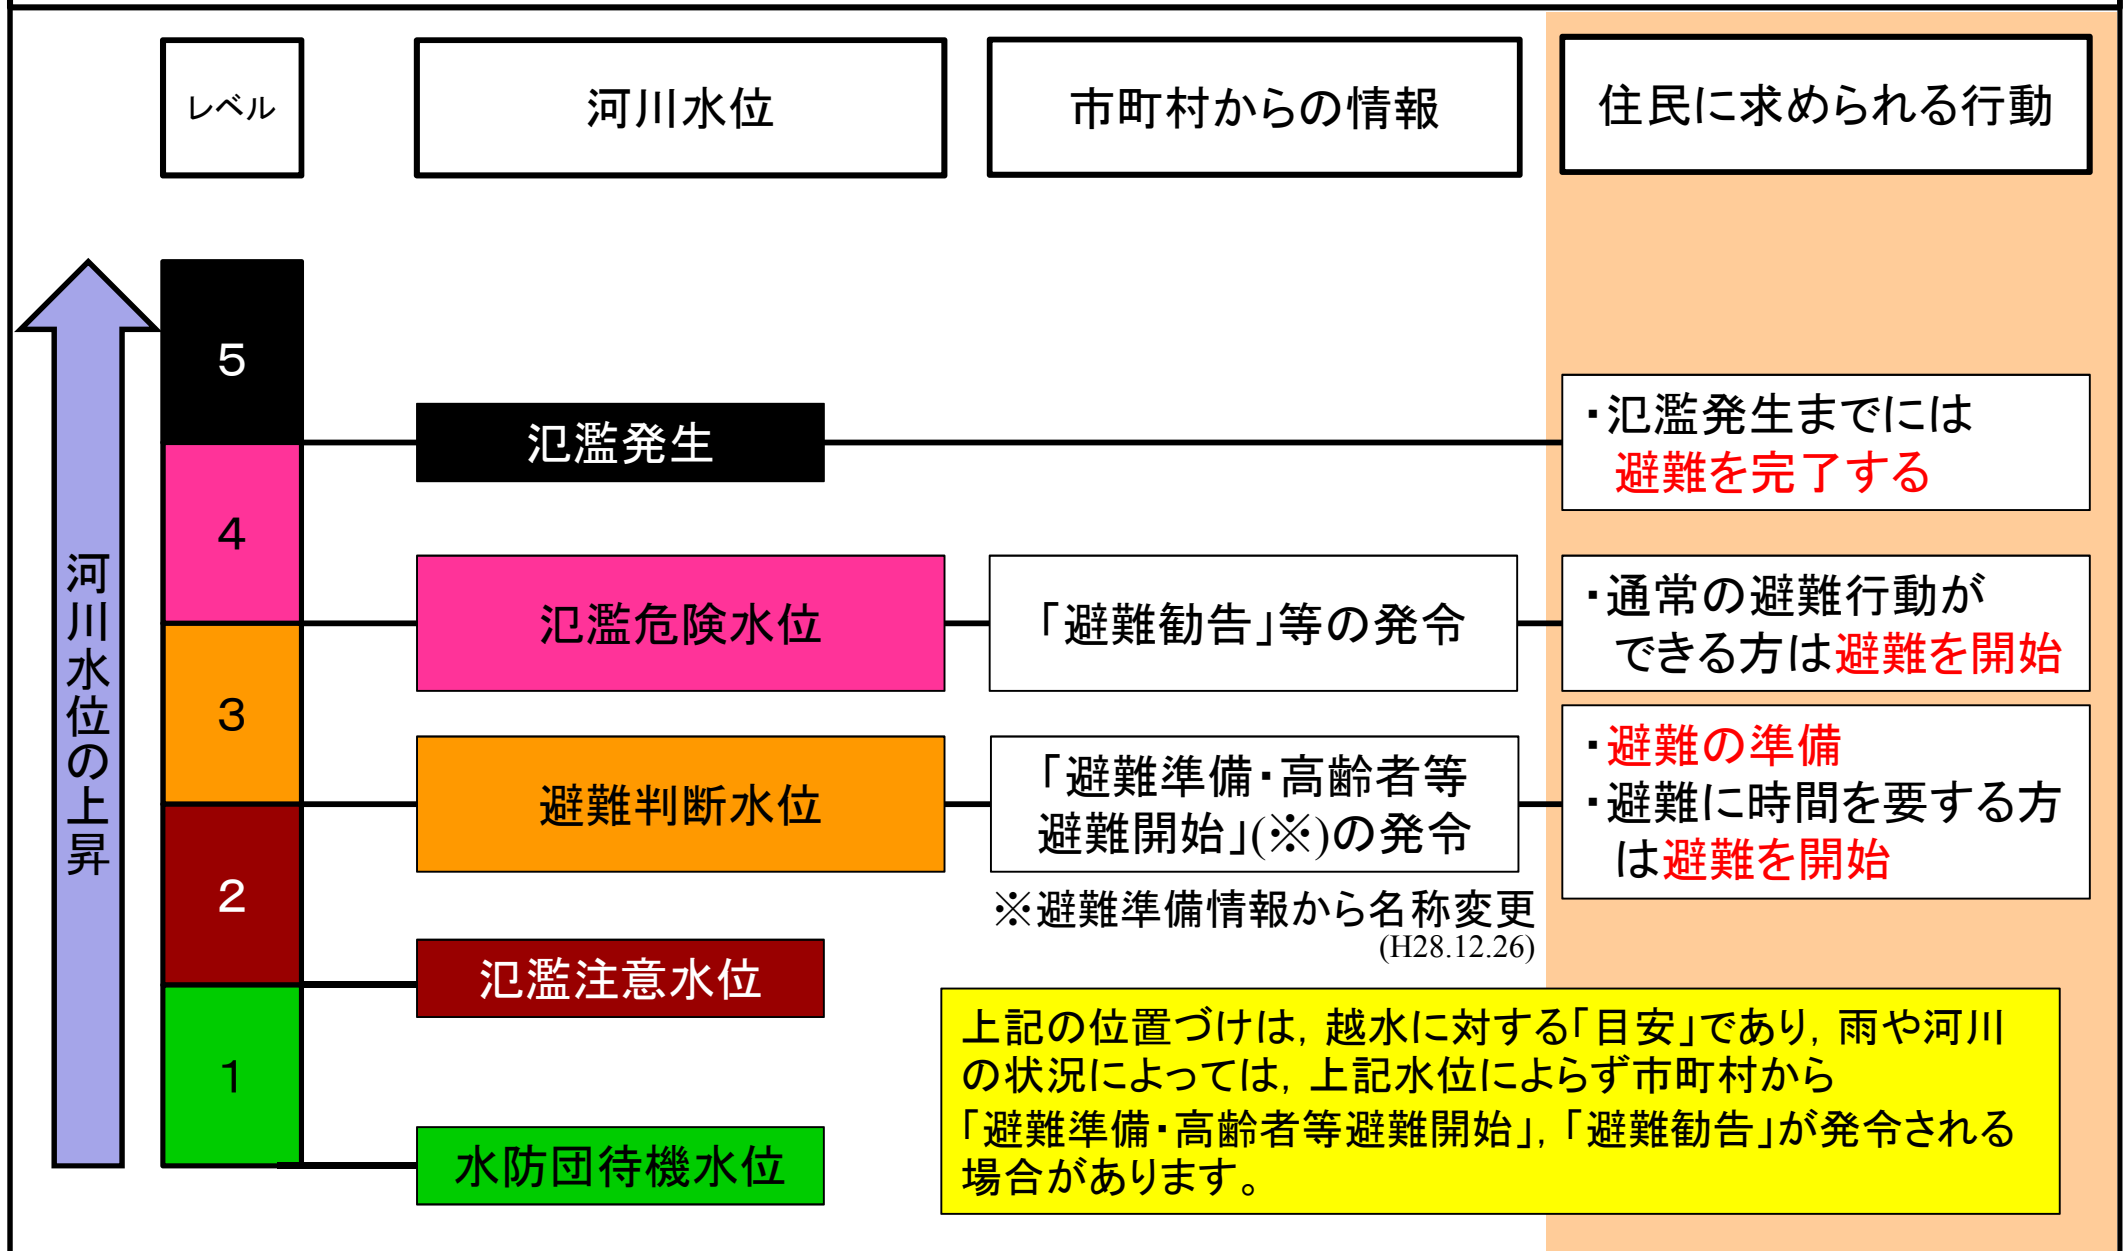 レベル
河川水位
市町村からの情報
住民に求められる行動
河川水位の上昇
5
氾濫発生
・氾濫発生までには
避難を完了する
4
氾濫危険水位
「避難勧告」等の発令
・通常の避難行動が
できる方は避難を開始
3
避難判断水位
「避難準備・高齢者等
避難開始」(※)の発令
・避難の準備
・避難に時間を要する方
は避難を開始
※避難準備情報から名称変更
(H28.12.26)
2
氾濫注意水位
1
水防団待機水位
上記の位置づけは, 越水に対する「目安」であり, 雨や河川
の状況によっては, 上記水位によらず市町村から
「避難準備・高齢者等避難開始」, 「避難勧告」が発令される
場合があります。